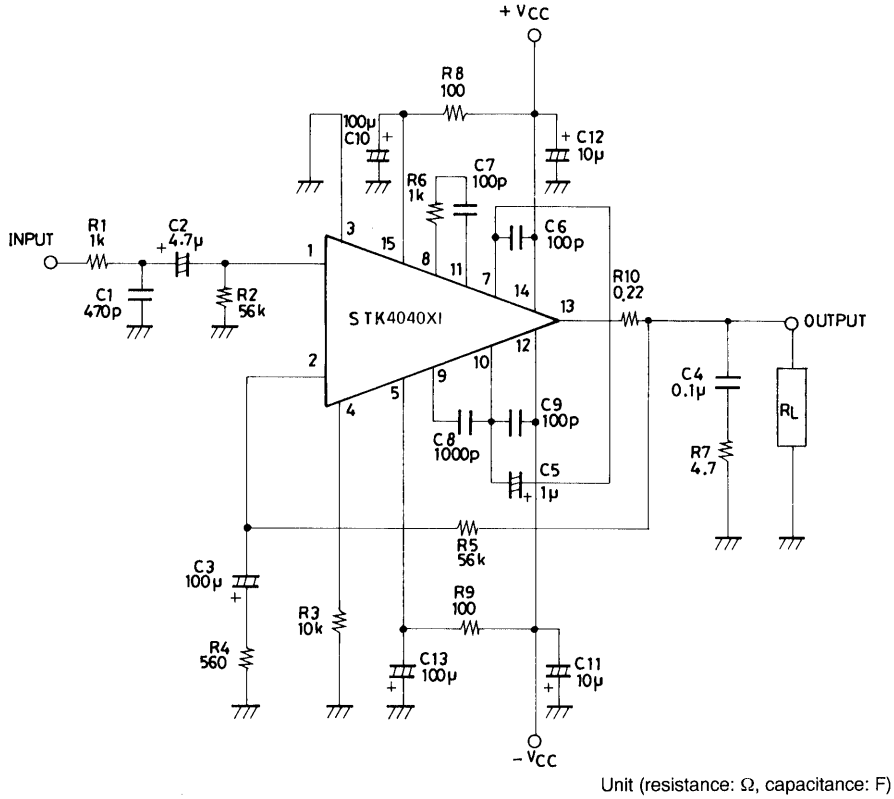 + VCC
R8
100
100µ
C10
+
+ C12
10µ
C7
100p
R6
1k
3
15
8
11
7
14
C6
100p
R1
1k
C2
+ 4.7µ
INPUT
1
C1
470p
R2
56k
STK4040XI
R10
0.22
13
OUTPUT
2
12
10
9
5
4
C4
0.1µ
RL
C9
100p
C8
1000p
R7
4.7
C5
+ 1µ
R5
56k
C3
100µ
+
R9
100
R3
10k
R4
560
C13
100µ
+
C11
10µ
+
- VCC
Unit (resistance: Ω, capacitance: F)